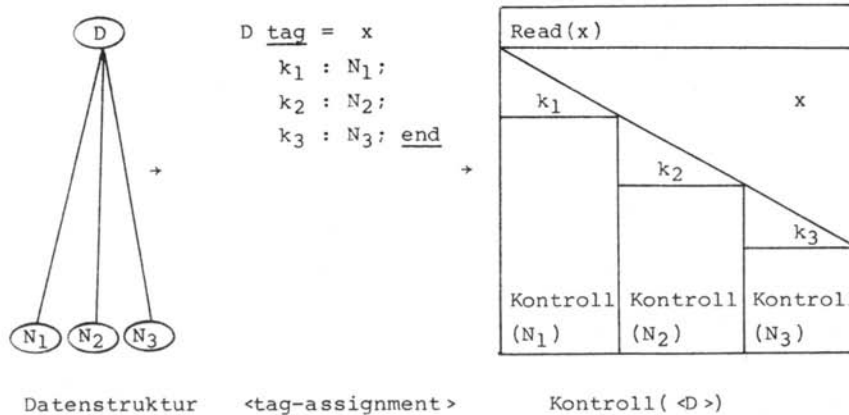 D
D tag = x
k₁ : N₁;
k₂ : N₂;
k₃ : N₃; end
→
→
N₁ N₂ N₃
Read(x)
k₁
x
k₂
k₃
Kontroll Kontroll Kontroll
(N₁) (N₂) (N₃)
Datenstruktur <tag-assignment> Kontroll( <D>)